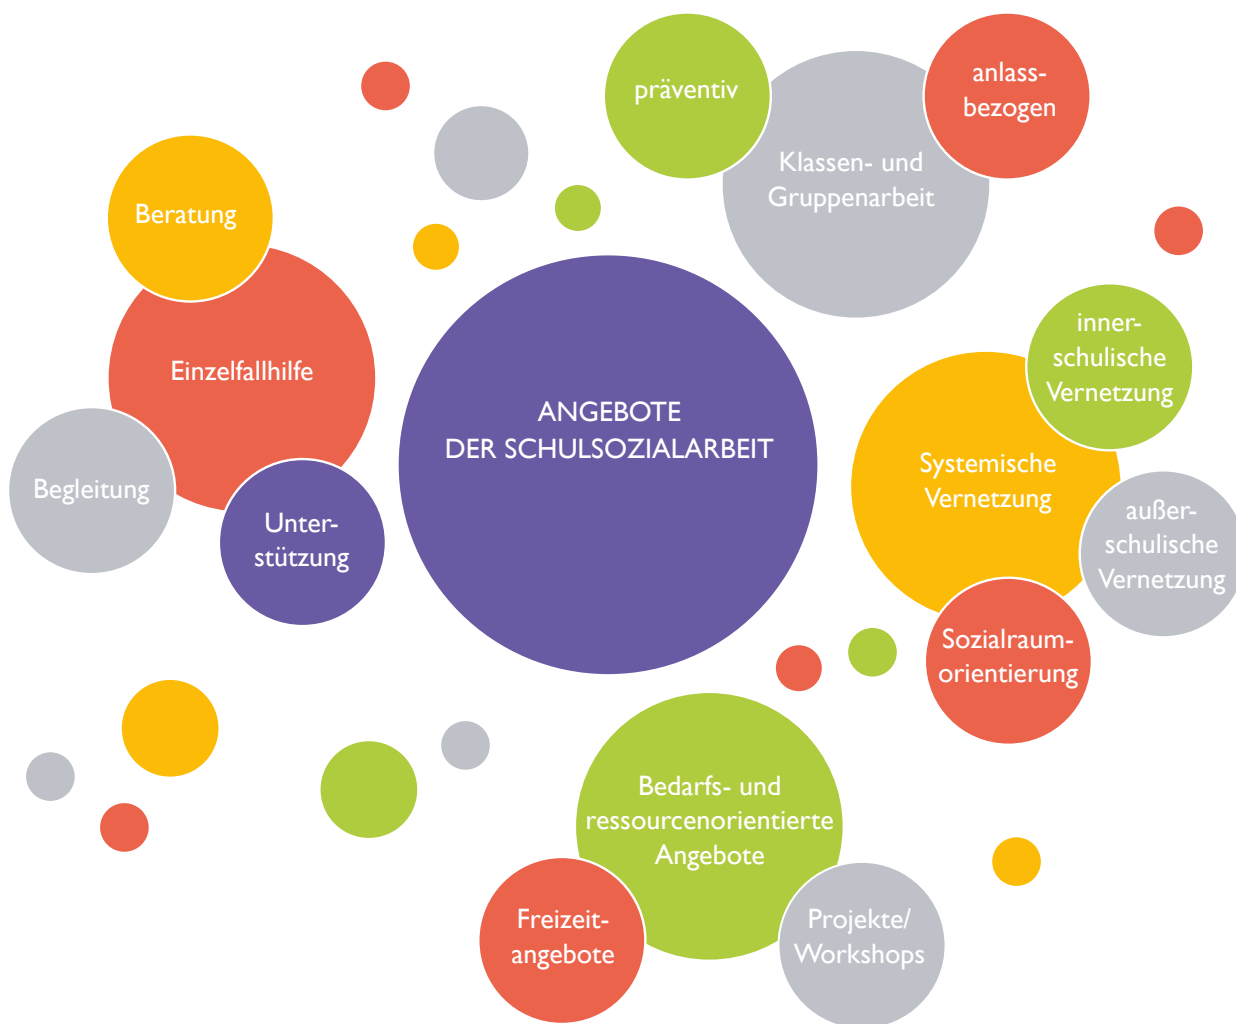 ANGEBOTE
DER SCHULSOZIALARBEIT
präventiv
anlass-
bezogen
Klassen- und
Gruppenarbeit
Beratung
Einzelfallhilfe
Begleitung
Unter-
stützung
inner-
schulische
Vernetzung
Systemische
Vernetzung
außer-
schulische
Vernetzung
Sozialraum-
orientierung
Bedarfs- und
ressourcenorientierte
Angebote
Freizeit-
angebote
Projekte/
Workshops